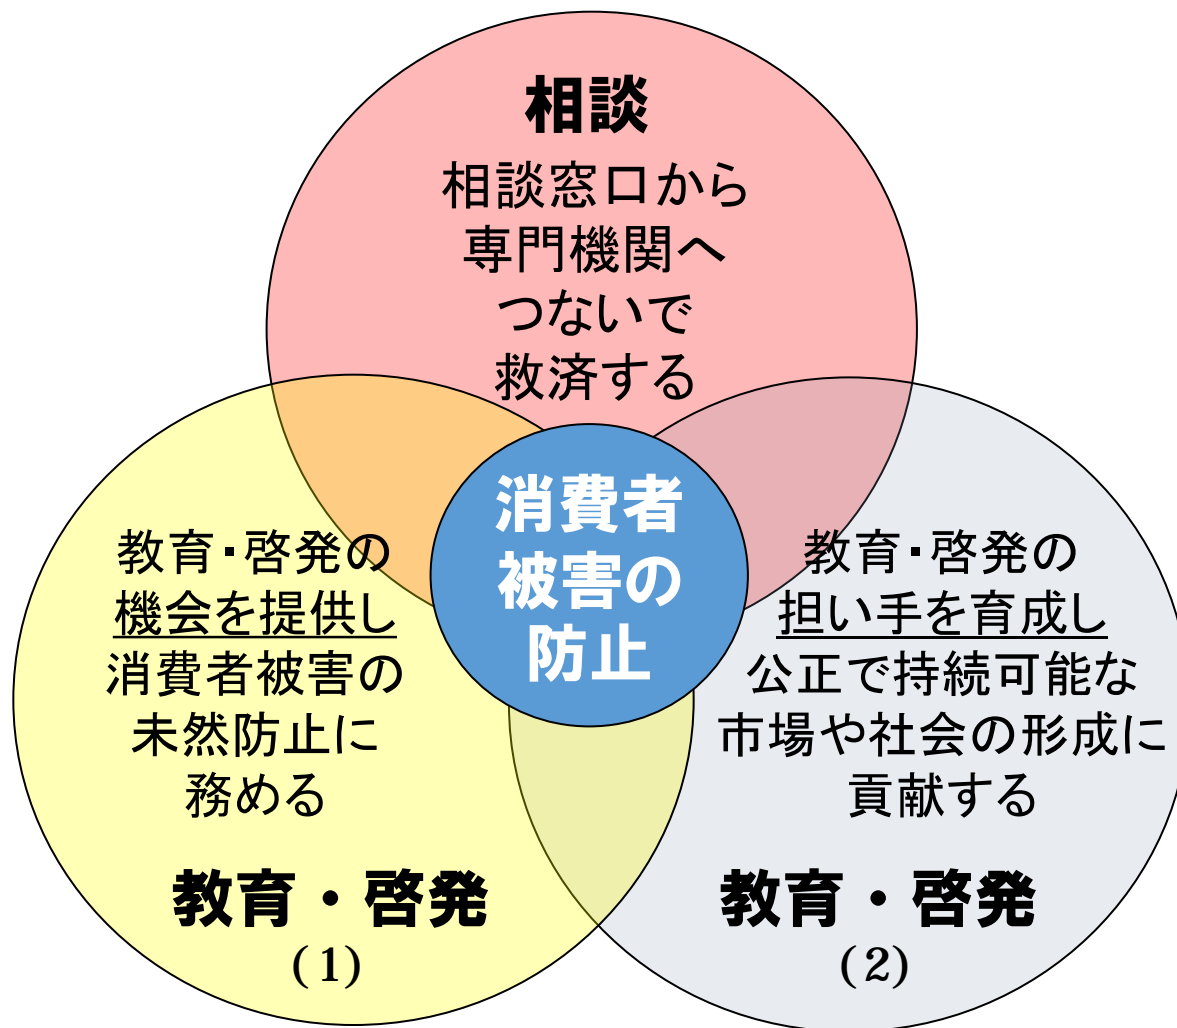 相談
相談窓口から
専門機関へ
つないで
救済する
消費者
被害の
防止
教育・啓発の
機会を提供し
消費者被害の
未然防止に
務める
教育・啓発
(1)
教育・啓発の
担い手を育成し
公正で持続可能な
市場や社会の形成に
貢献する
教育・啓発
(2)